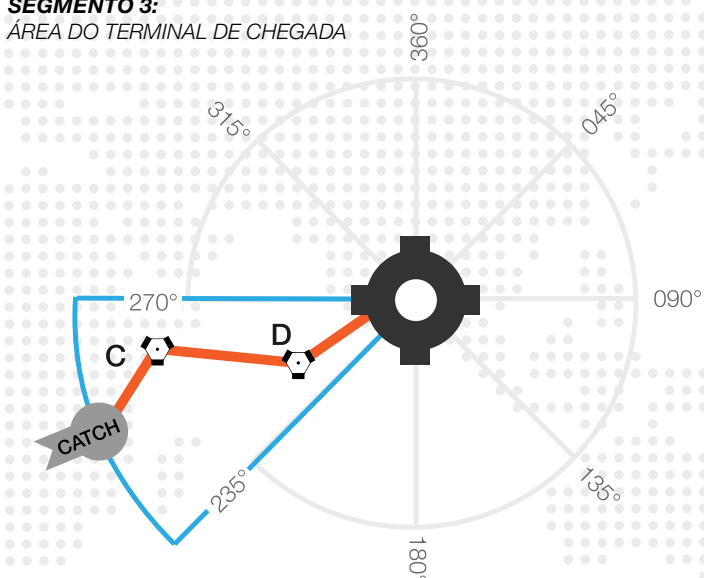 SEGMENTO 3:
ÁREA DO TERMINAL DE CHEGADA
360°
315°
045°
270°
090°
D
C
CATCH
235°
135°
180°